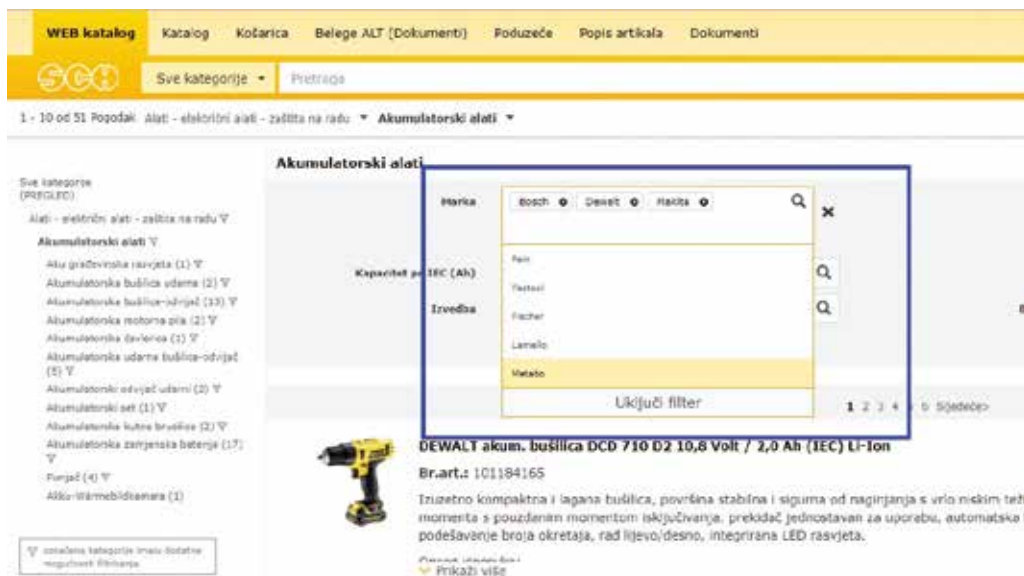 WEB katalog Katalog Košarica Belege ALT (Dokumenti) Poduzeće Popis artikala Dokumenti
SCH Sve kategorije Pretraga
1 - 10 od 51 Pogodak Alati - električni alati - zaštita na radu Akumulatorski alati
Akumulatorski alati
Sve kategorije
(PREGLED)
Alati - električni alati - zaštita na radu
Akumulatorski alati
Aku građevinska rasvjeta (1)
Akumulatorska bušilica udarna (2)
Akumulatorska bušilica-odvijač (13)
Akumulatorska motorna pila (2)
Akumulatorska čavlerica (1)
Akumulatorska udarna bušilica-odvijač
(5)
Akumulatorski odvijač udarni (2)
Akumulatorski set (1)
Akumulatorska kutna brusilica (2)
Akumulatorska zamjenska baterija (17)
Punjač (4)
Akku-Wärmebildkamera (1)
označene kategorije imaju dodatne
mogućnosti filtriranja
Marka Bosch Dewalt Makita
Kapacitet po IEC (Ah)
Izvedba
Fein
Festool
Fischer
Lamello
Metabo
Uključi filter
1 2 3 4 5 6 Sljedeće>
DEWALT akum. bušilica DCD 710 D2 10,8 Volt / 2,0 Ah (IEC) Li-Ion
Br.art.: 101184165
Izuzetno kompaktna i lagana bušilica, površina stabilna i sigurna od naginjanja s vrlo niskim
momenta s pouzdanim momentom isključivanja, prekidač jednostavan za uporabu, automatska
podešavanje broja okretaja, rad lijevo/desno, integrirana LED rasvjeta.
Prikaži više